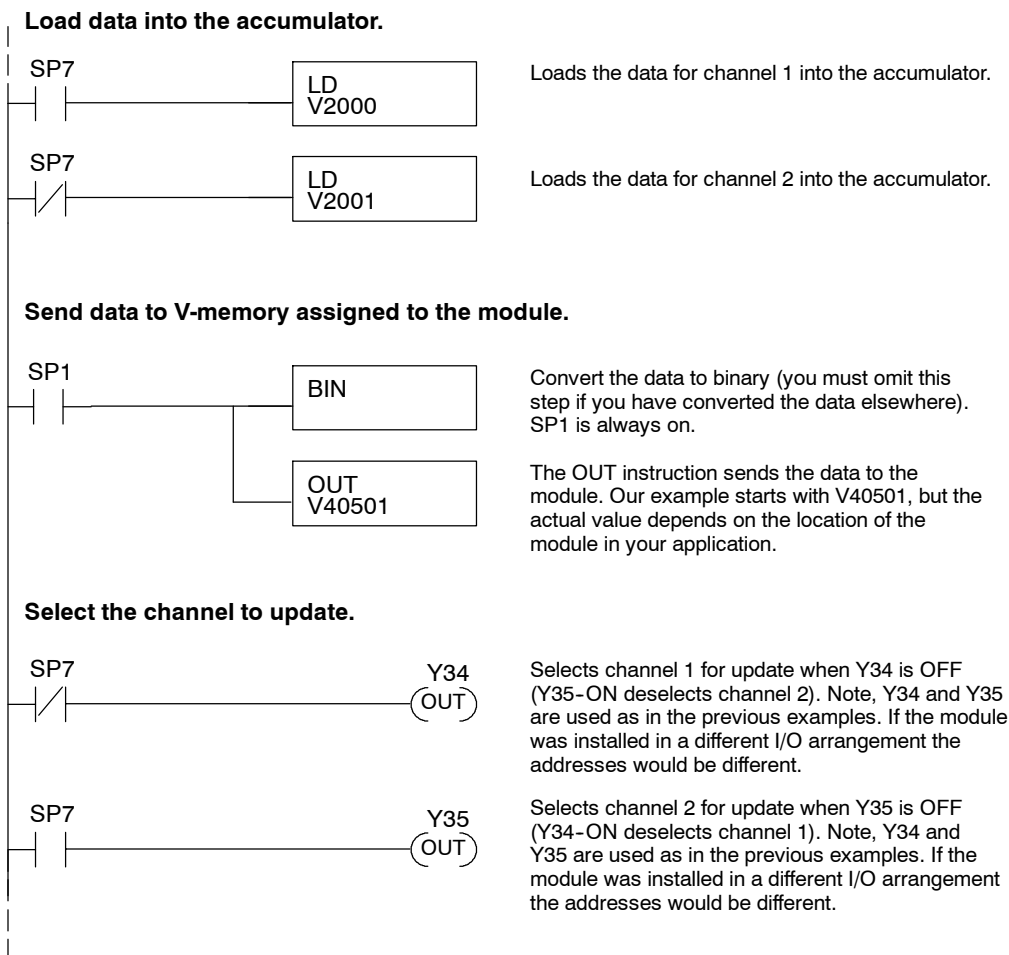 Load data into the accumulator.
SP7
LD
V2000
Loads the data for channel 1 into the accumulator.
SP7
LD
V2001
Loads the data for channel 2 into the accumulator.
Send data to V-memory assigned to the module.
SP1
BIN
Convert the data to binary (you must omit this
step if you have converted the data elsewhere).
SP1 is always on.
OUT
V40501
The OUT instruction sends the data to the
module. Our example starts with V40501, but the
actual value depends on the location of the
module in your application.
Select the channel to update.
SP7
Y34
OUT
Selects channel 1 for update when Y34 is OFF
(Y35-ON deselects channel 2). Note, Y34 and Y35
are used as in the previous examples. If the module
was installed in a different I/O arrangement the
addresses would be different.
SP7
Y35
OUT
Selects channel 2 for update when Y35 is OFF
(Y34-ON deselects channel 1). Note, Y34 and
Y35 are used as in the previous examples. If the
module was installed in a different I/O arrangement
the addresses would be different.